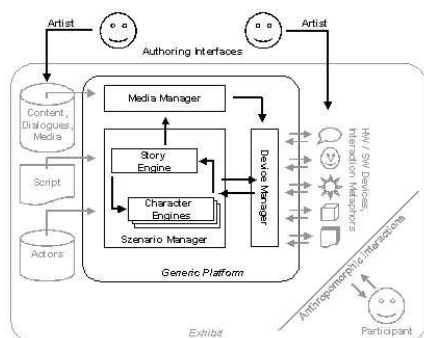 Artist
Artist
Authoring Interfaces
Content,
Dialogues,
Media
Media Manager
Story
Engine
Device Manager
HW / SW Devices,
Interaction Metaphors
Script
Character
Engines
Szenario Manager
Actors
Generic Platform
Anthropomorphic Interactions
Exhibit
Participant